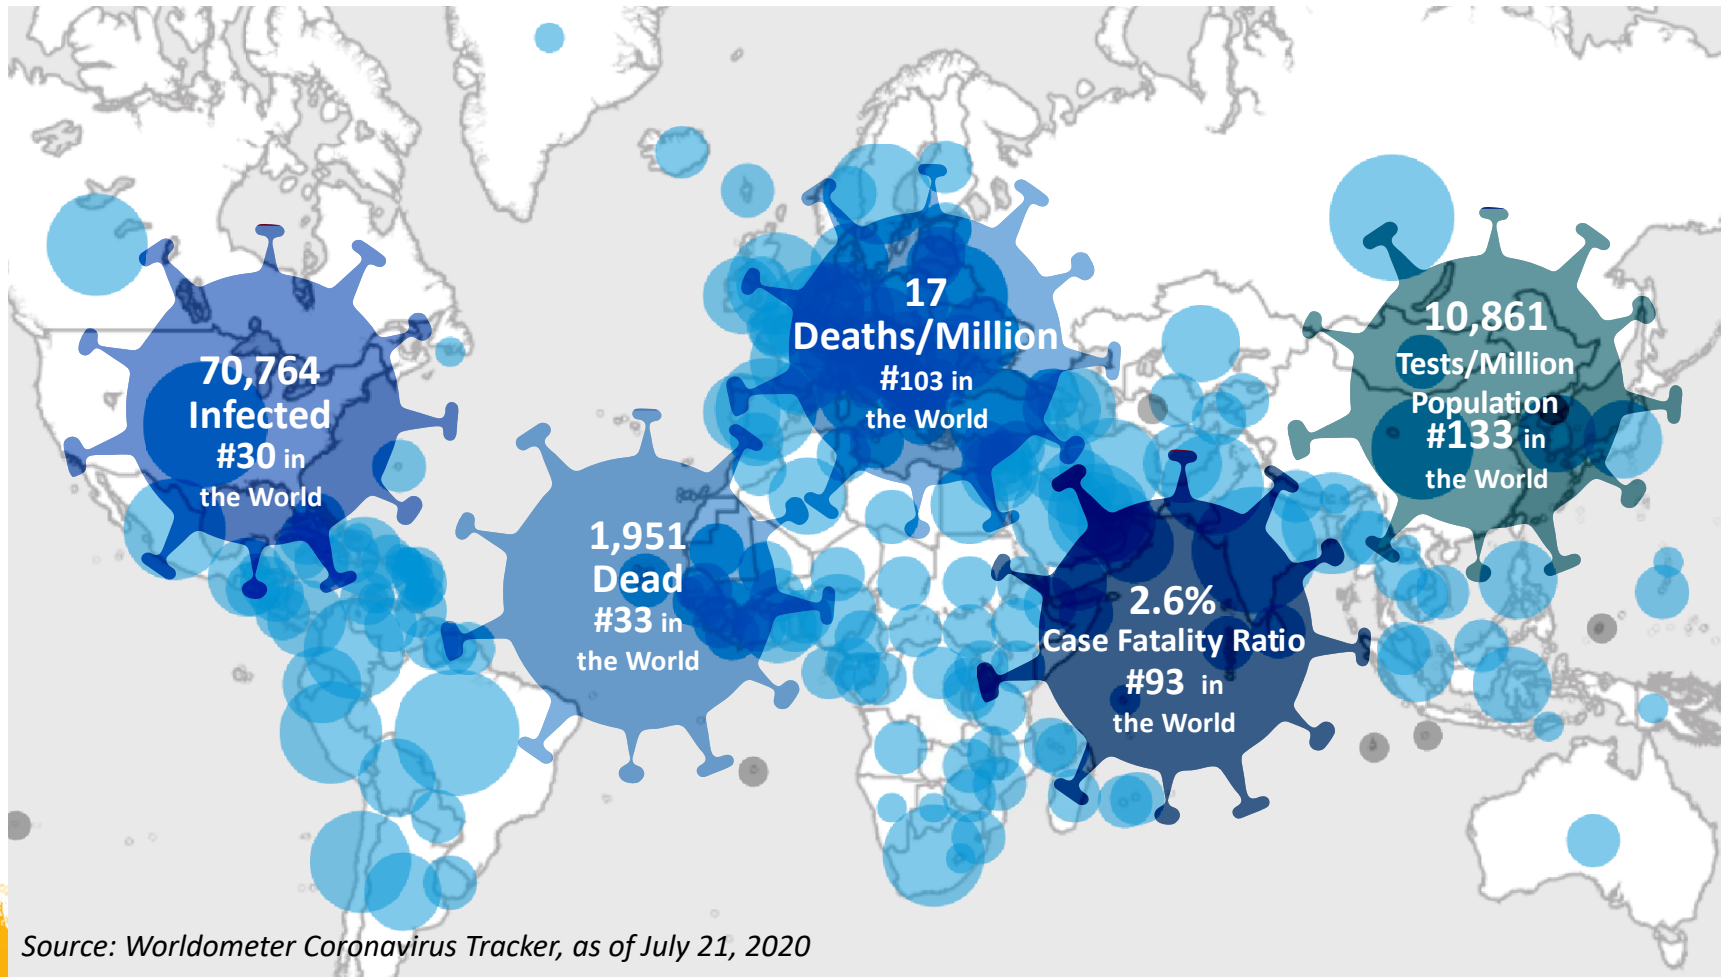 70,764
Infected
#30 in
the World
1,951
Dead
#33 in
the World
17
Deaths/Million
#103 in
the World
2.6%
Case Fatality Ratio
#93 in
the World
10,861
Tests/Million
Population
#133 in
the World
Source: Worldometer Coronavirus Tracker, as of July 21, 2020